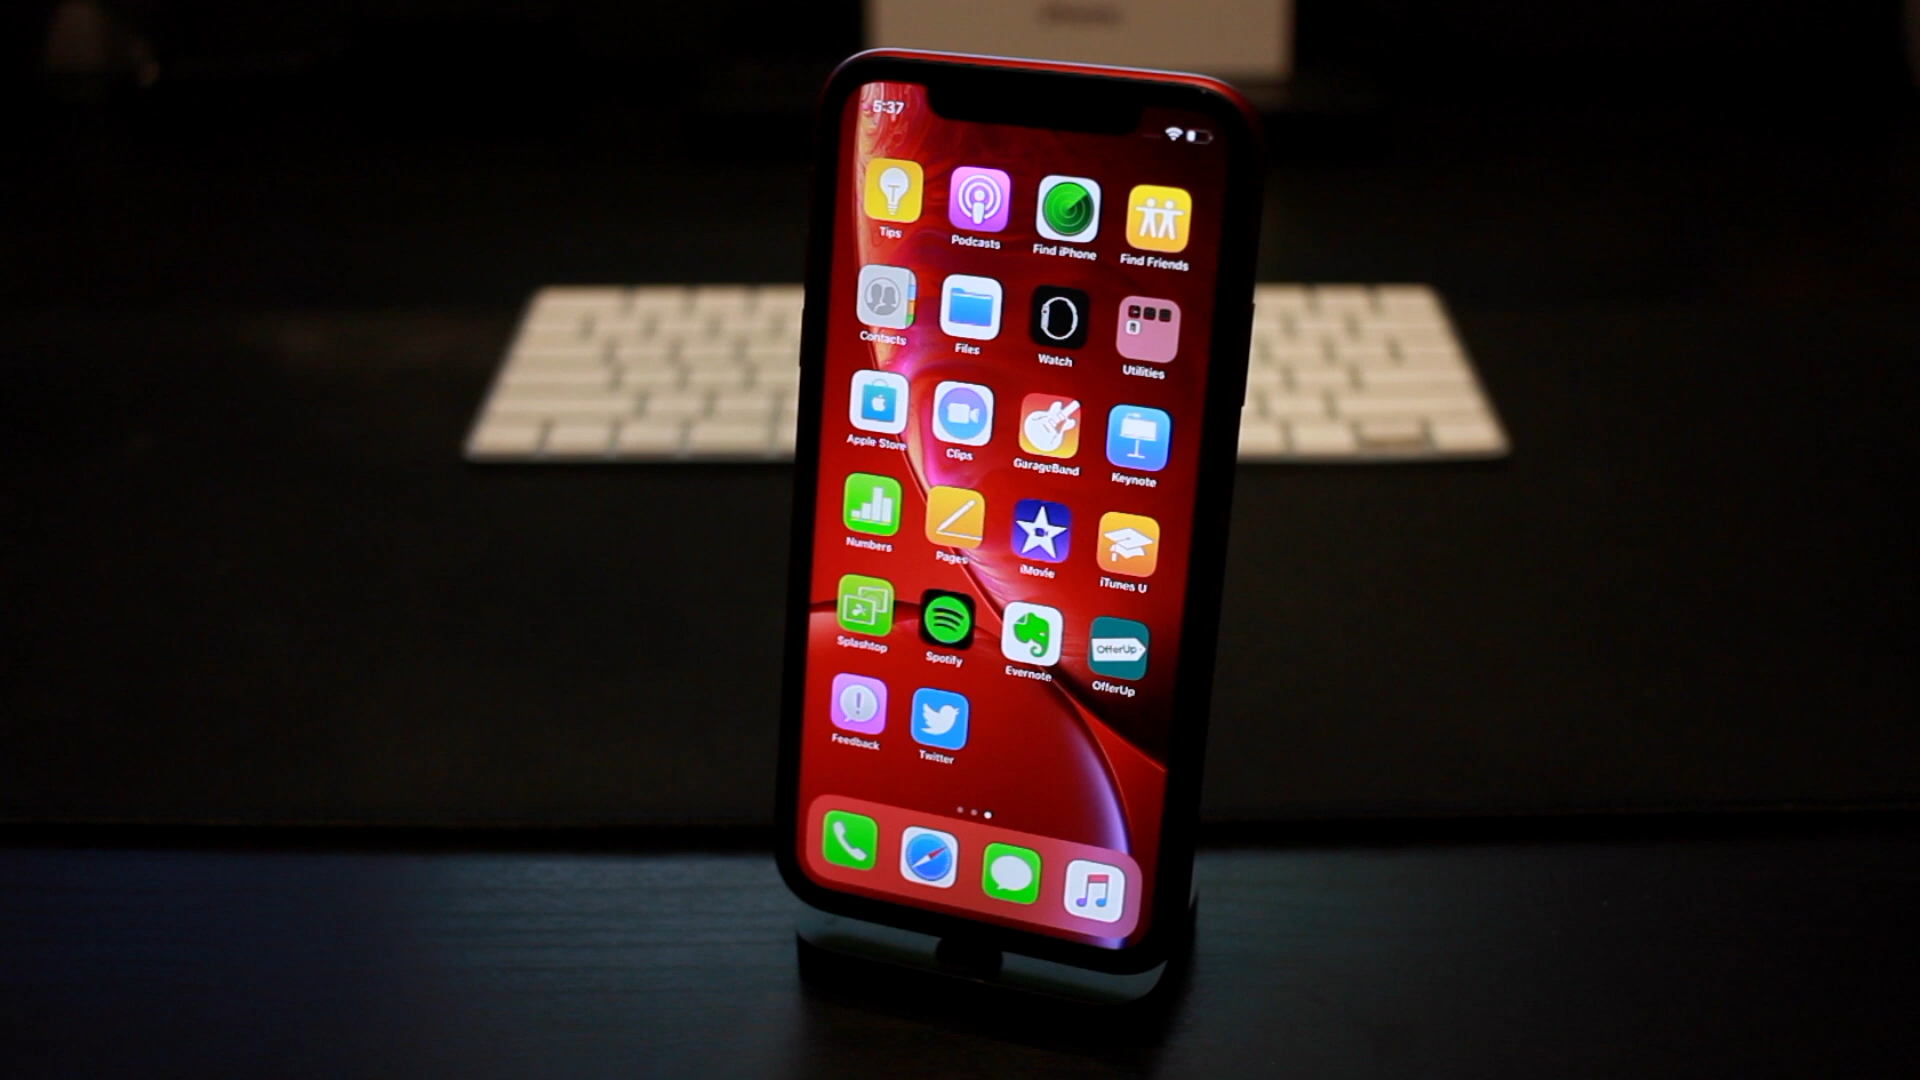 5:37
Tips
Podcasts
Find iPhone
Find Friends
Contacts
Files
Watch
Utilities
Apple Store
Clips
GarageBand
Keynote
Numbers
Pages
iMovie
iTunes U
OfferUp
Splashtop
Spotify
Evernote
OfferUp
Feedback
Twitter